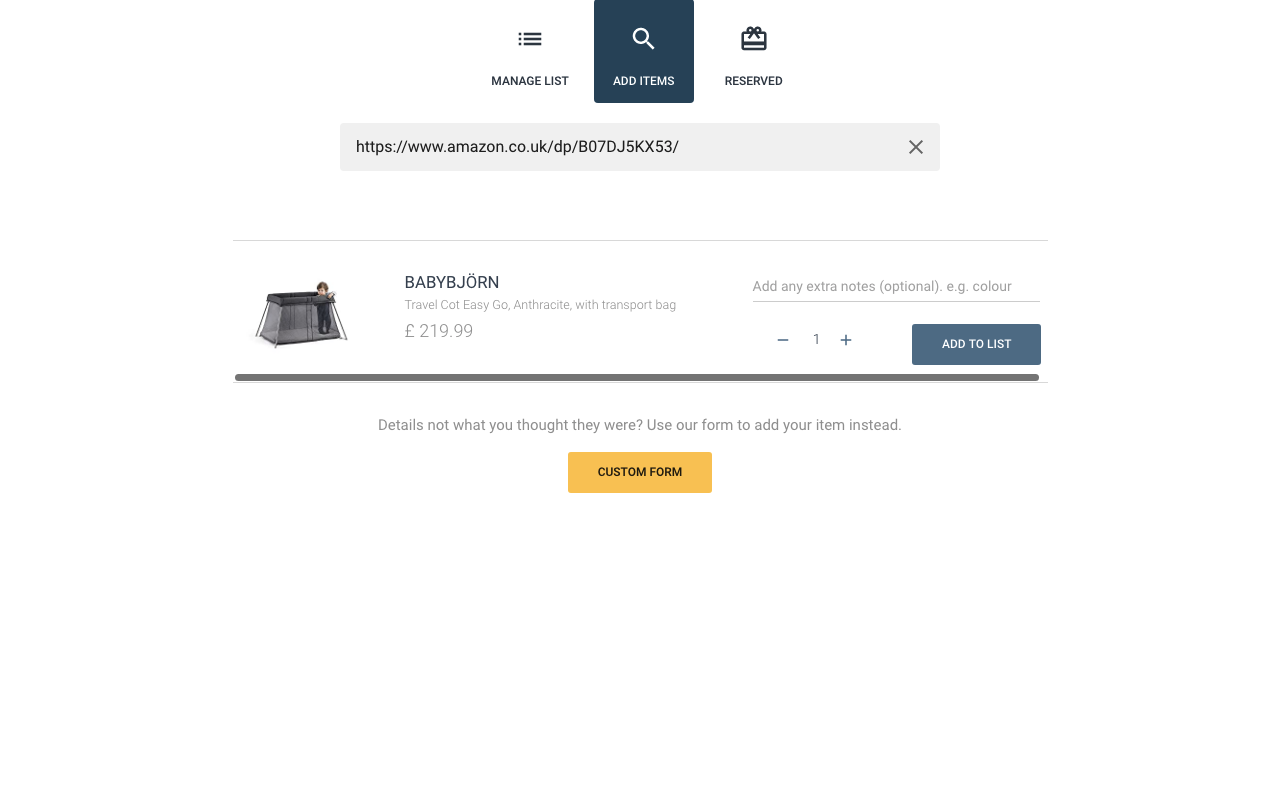 MANAGE LIST
ADD ITEMS
RESERVED
https://www.amazon.co.uk/dp/B07DJ5KX53/
BABYBJÖRN
Travel Cot Easy Go, Anthracite, with transport bag
£ 219.99
Add any extra notes (optional). e.g. colour
− 1 +
ADD TO LIST
Details not what you thought they were? Use our form to add your item instead.
CUSTOM FORM